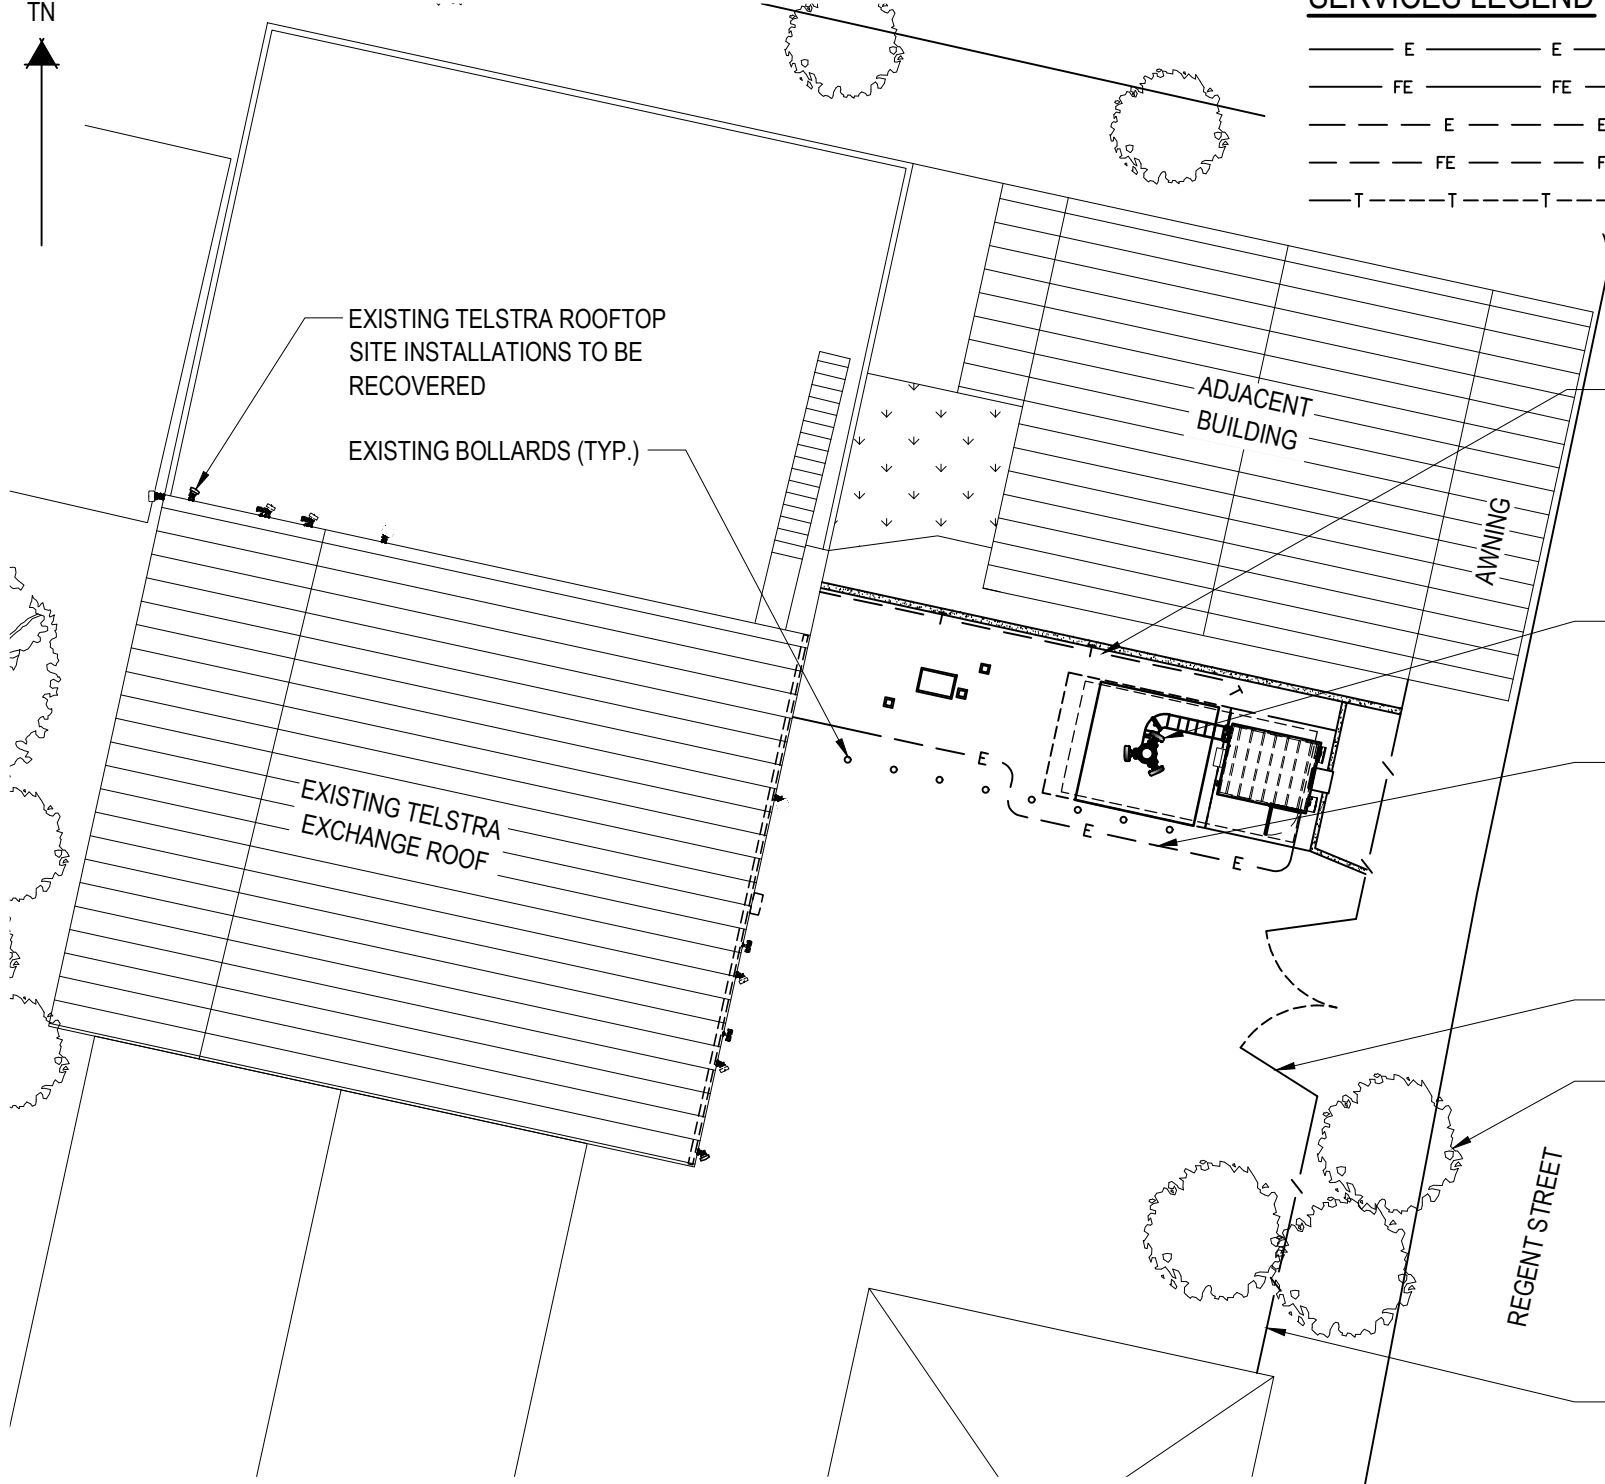 TN
SERVICES LEGEND
E E
FE FE
E E
FE F
T T T
EXISTING TELSTRA ROOFTOP
SITE INSTALLATIONS TO BE
RECOVERED
EXISTING BOLLARDS (TYP.)
ADJACENT
BUILDING
AWNING
T
T
T
E
E
E
EXISTING TELSTRA
EXCHANGE ROOF
REGENT STREET